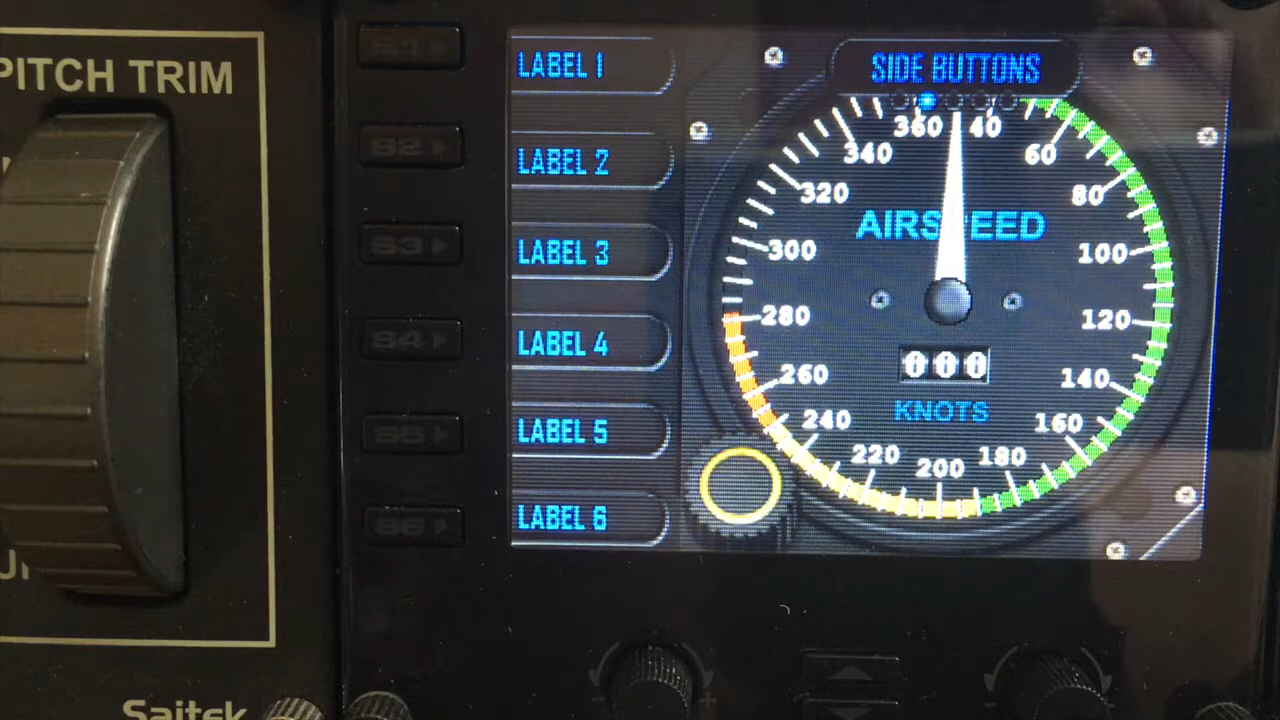 PITCH TRIM
S1
S2
S3
S4
S5
S6
LABEL 1
LABEL 2
LABEL 3
LABEL 4
LABEL 5
LABEL 6
SIDE BUTTONS
360
40
60
80
100
120
140
160
180
200
220
240
260
280
300
320
340
AIRSPEED
000
KNOTS
Saitek